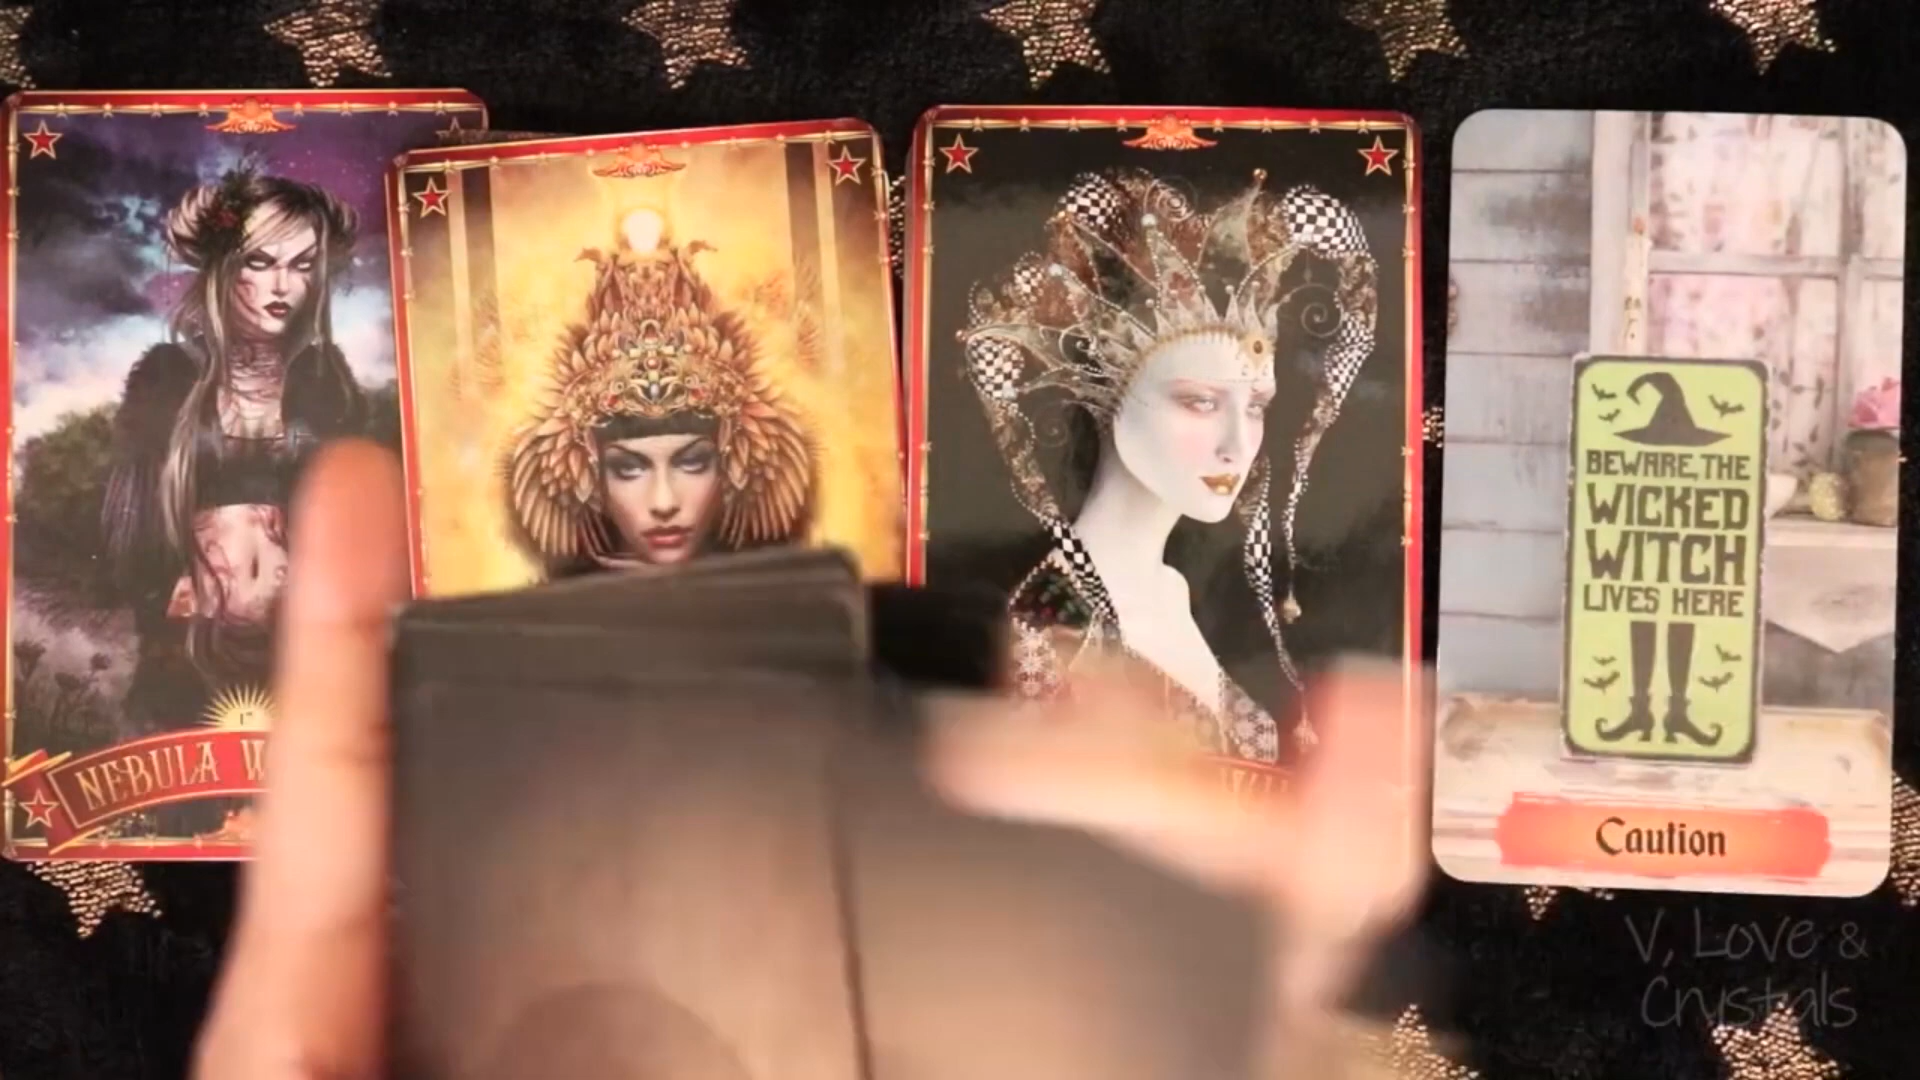 NEBULA W
BEWARE, THE
WICKED
WITCH
LIVES HERE
Caution
V, Love &
Crystals